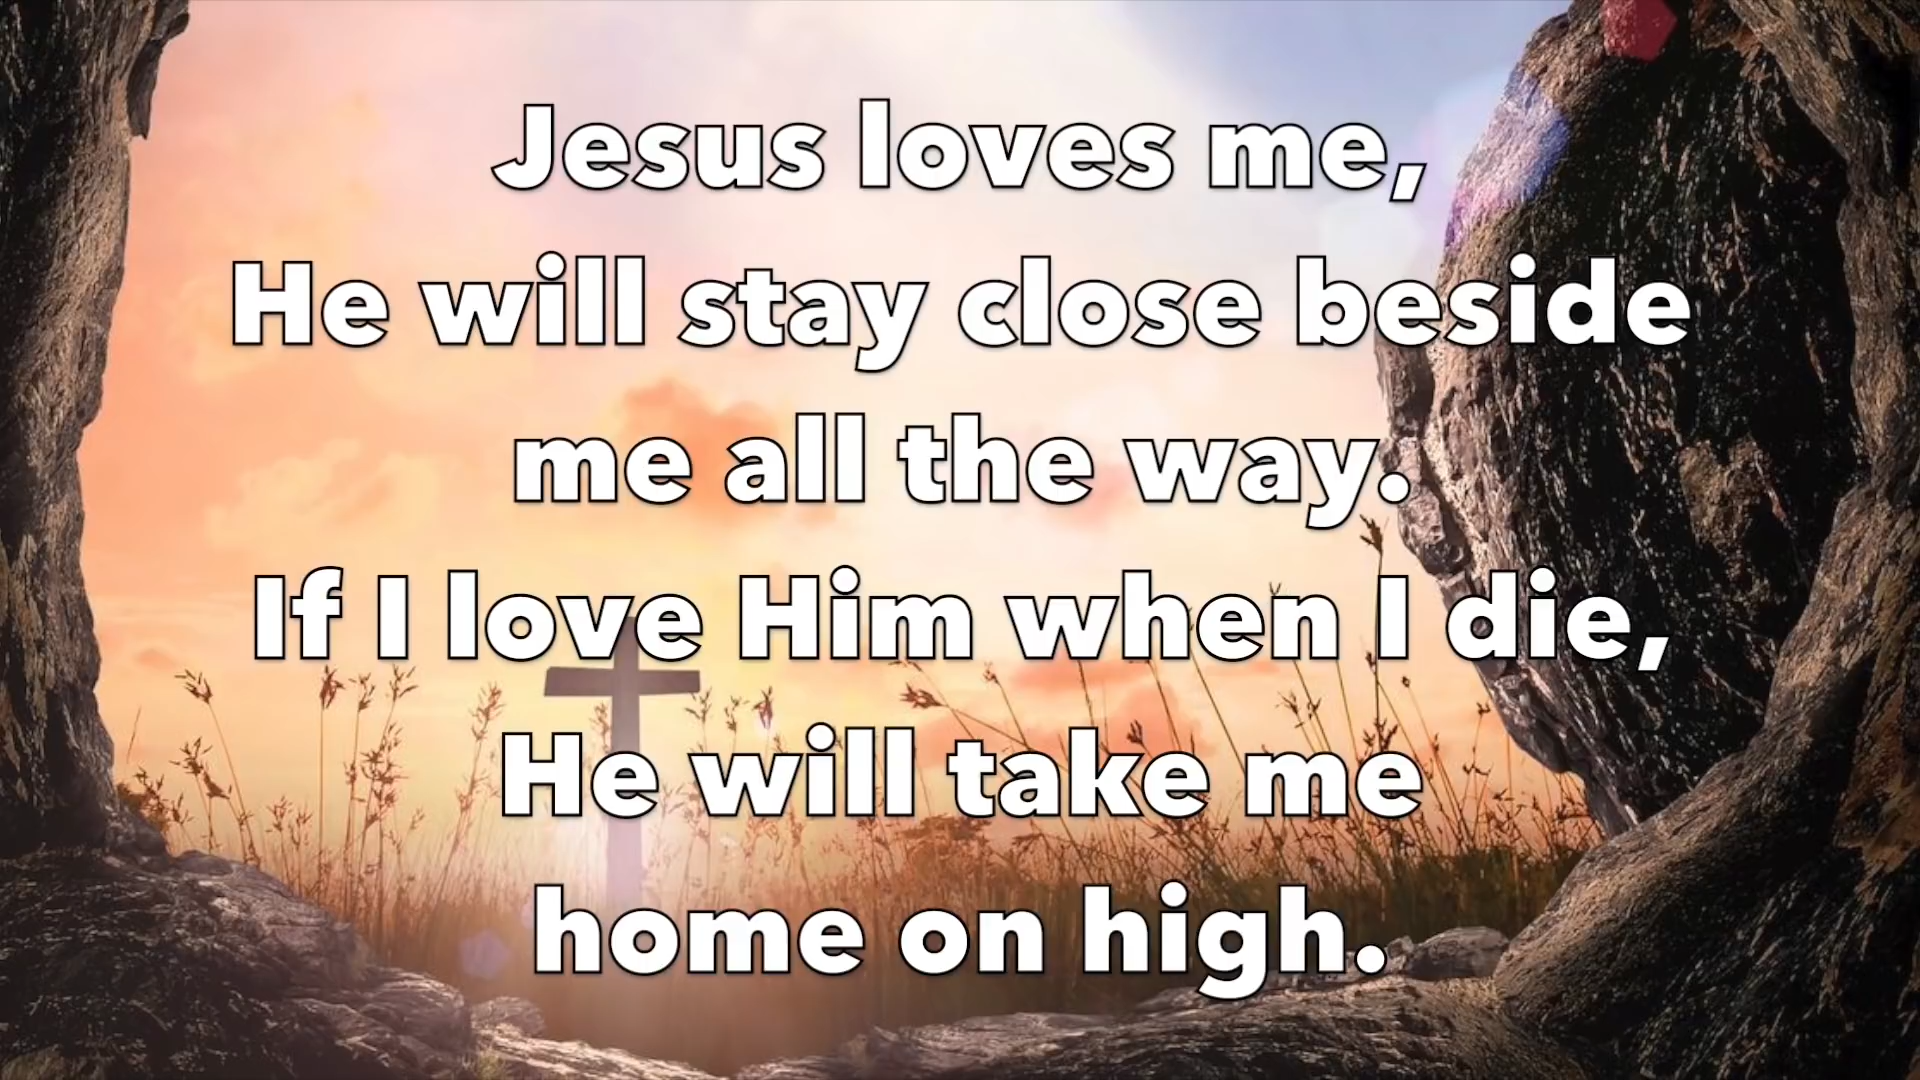 Jesus loves me,
He will stay close beside
me all the way.
If I love Him when I die,
He will take me
home on high.